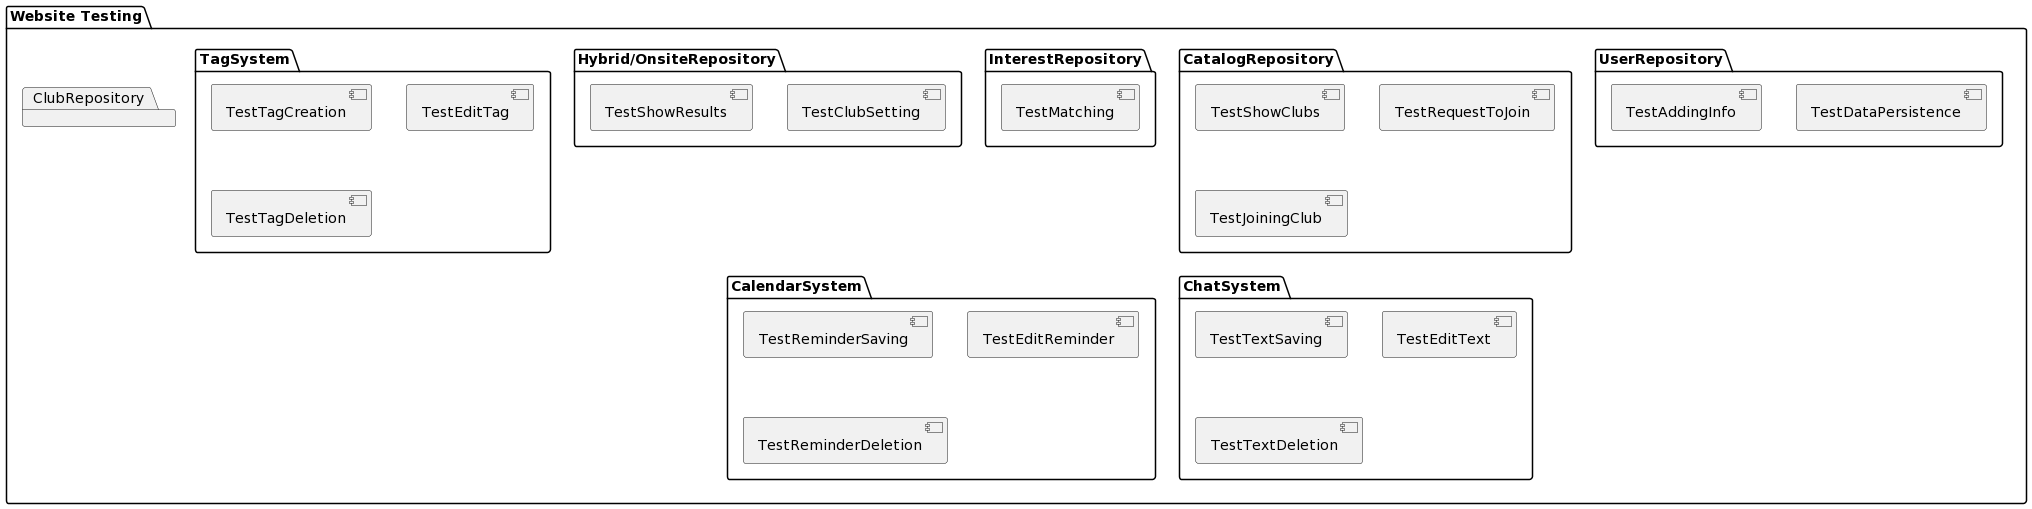 Website Testing
ClubRepository
TagSystem
TestTagCreation
TestEditTag
TestTagDeletion
Hybrid/OnsiteRepository
TestShowResults
TestClubSetting
InterestRepository
TestMatching
CatalogRepository
TestShowClubs
TestRequestToJoin
TestJoiningClub
UserRepository
TestAddingInfo
TestDataPersistence
CalendarSystem
TestReminderSaving
TestEditReminder
TestReminderDeletion
ChatSystem
TestTextSaving
TestEditText
TestTextDeletion